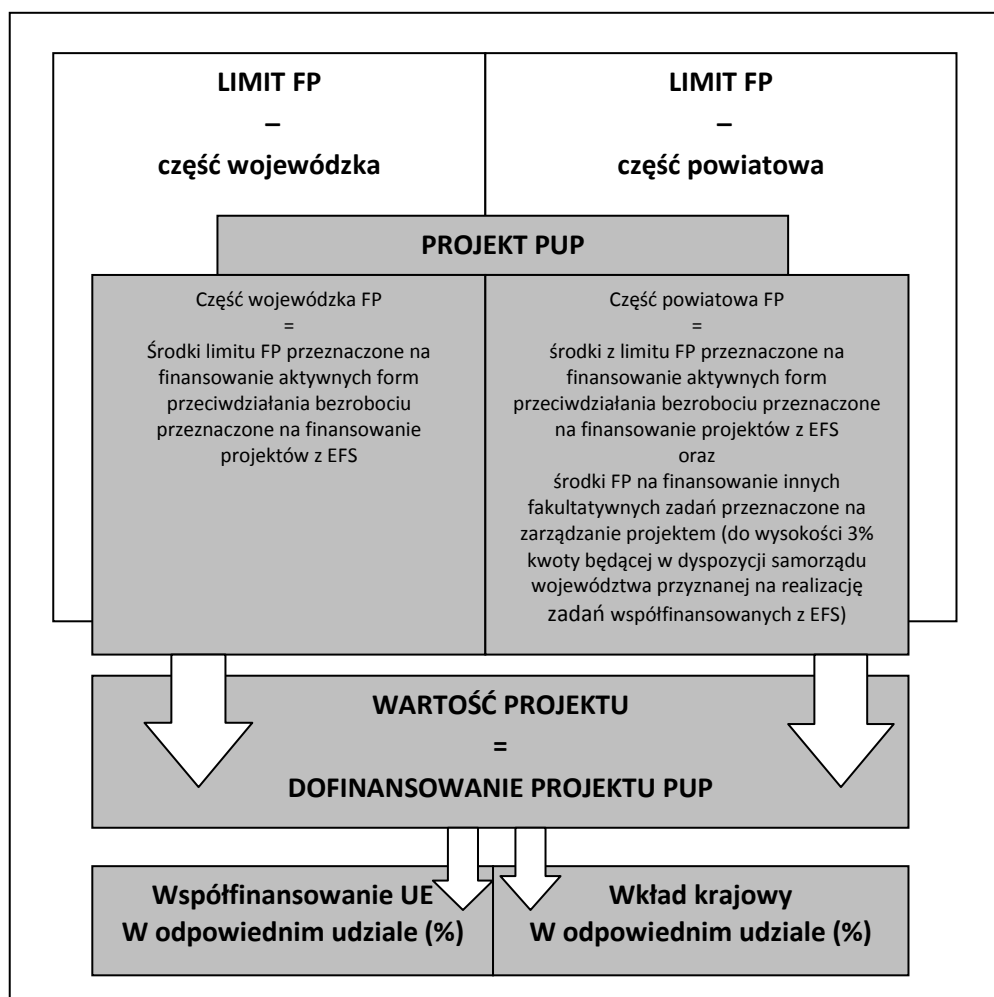 LIMIT FP
–
część wojewódzka
LIMIT FP
–
część powiatowa
PROJEKT PUP
Część wojewódzka FP
=
Środki limitu FP przeznaczone na
finansowanie aktywnych form
przeciwdziałania bezrobociu
przeznaczone na finansowanie
projektów z EFS
Część powiatowa FP
=
środki z limitu FP przeznaczone na
finansowanie aktywnych form
przeciwdziałania bezrobociu przeznaczone
na finansowanie projektów z EFS
oraz
środki FP na finansowanie innych
fakultatywnych zadań przeznaczone na
zarządzanie projektem (do wysokości 3%
kwoty będącej w dyspozycji samorządu
województwa przyznanej na realizację
zadań współfinansowanych z EFS)
WARTOŚĆ PROJEKTU
=
DOFINANSOWANIE PROJEKTU PUP
Współfinansowanie UE
W odpowiednim udziale (%)
Wkład krajowy
W odpowiednim udziale (%)